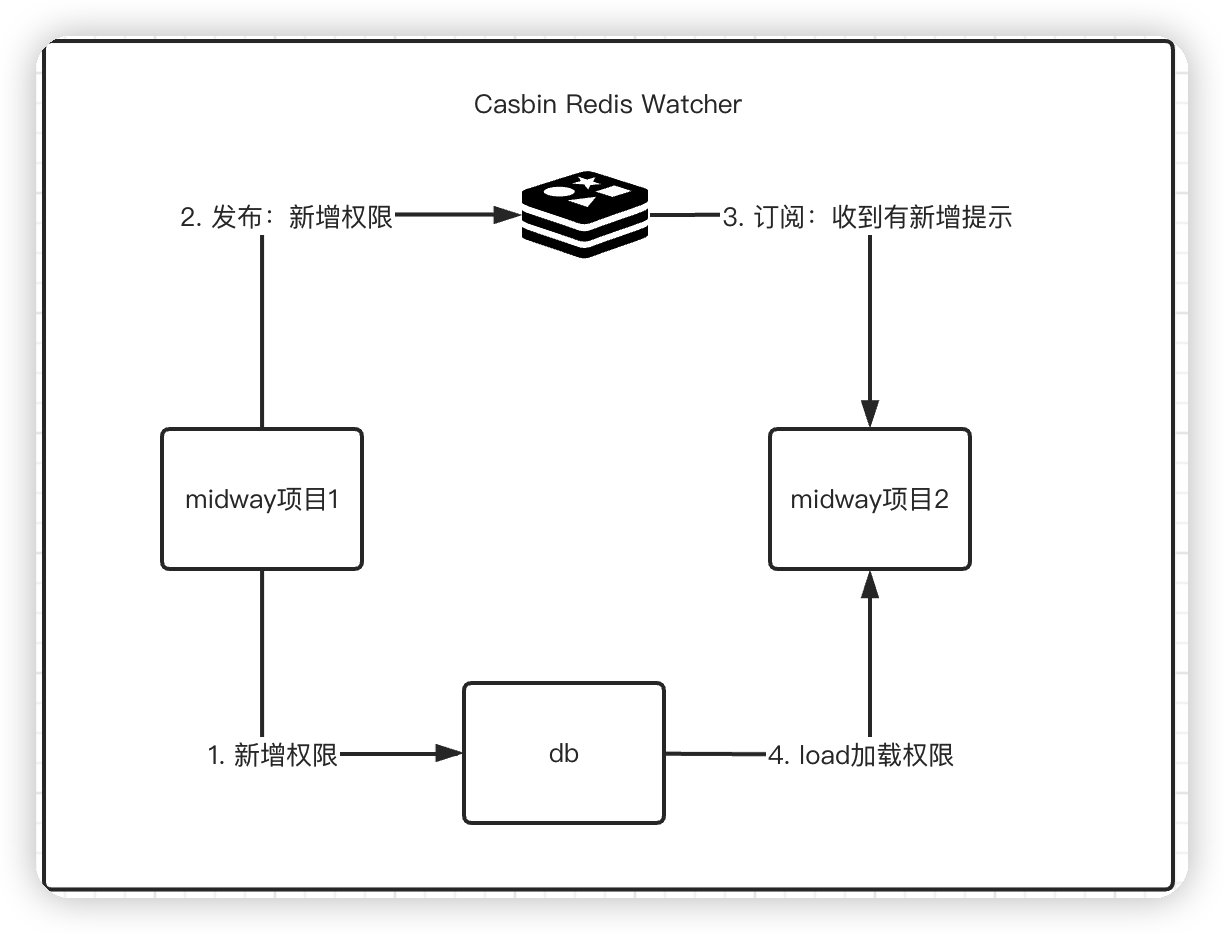 Casbin Redis Watcher
2. 发布：新增权限
3. 订阅：收到有新增提示
midway项目1
midway项目2
1. 新增权限
db
4. load加载权限